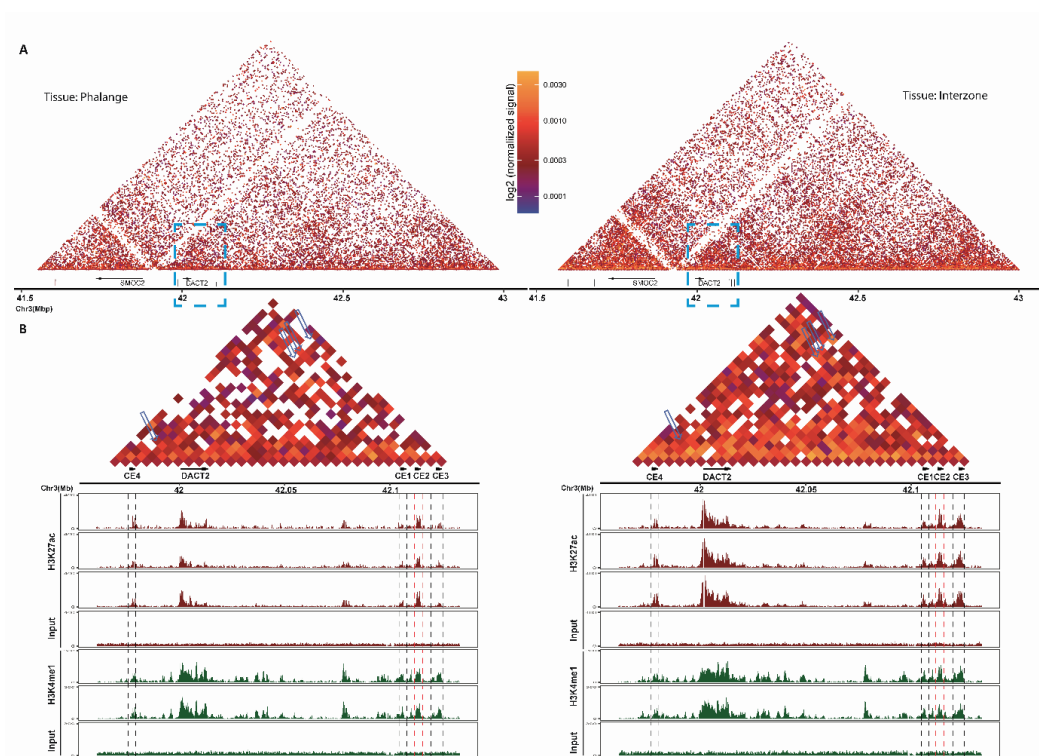 A
Tissue: Phalange
Tissue: Interzone
log2 (normaliized signal)
0.0030
0.0010
0.0003
0.0001
SMOC2
DACT2
41.5
42
42.5
43
Chr3(Mbp)
SMOC2
DACT2
41.5
42
42.5
43
B
CE4
DACT2
CE1
CE2
CE3
Chr3(Mb)
42
42.05
42.1
H3K27ac
Input
H3K4me1
Input
CE4
DACT2
CE1
CE2
CE3
Chr3(Mb)
42
42.05
42.1
H3K27ac
Input
H3K4me1
Input